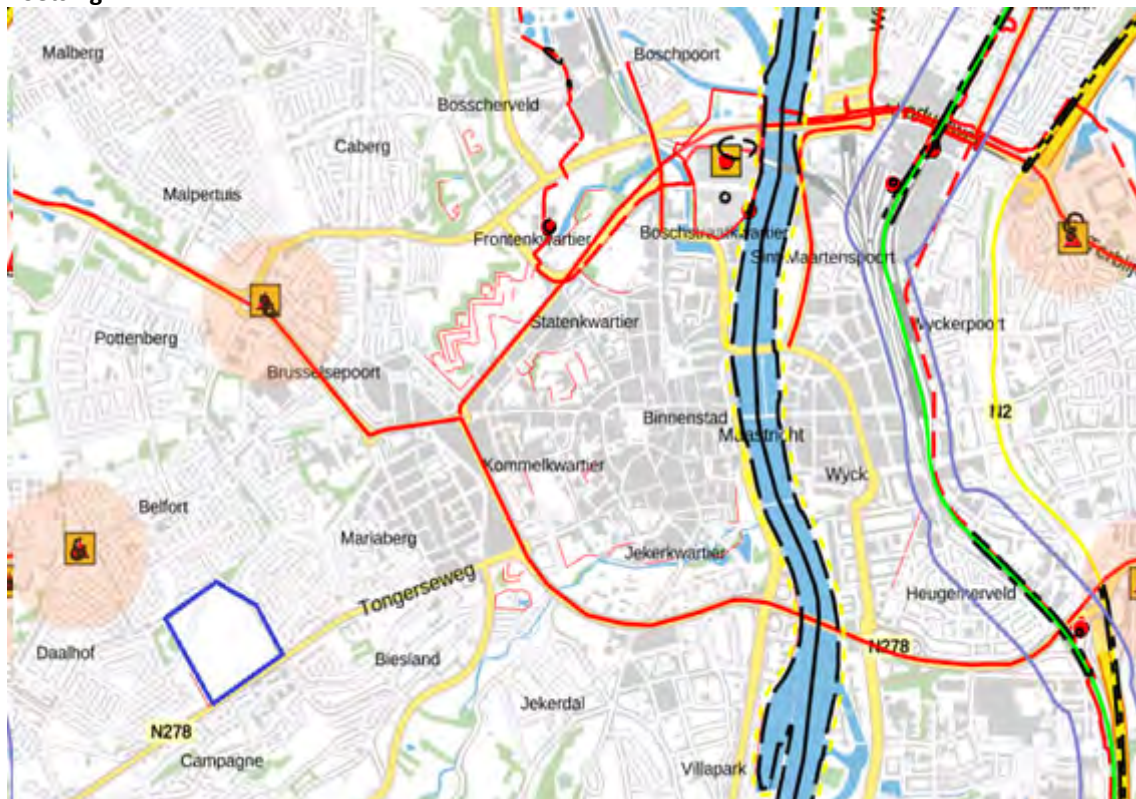 Malberg
Boschpoort
Bosscherveld
Caberg
Malpertuis
Frontenkwartier
Boschstraatkwartier
Sint Maartenspoort
Statenkwartier
Wyckerpoort
Pottenberg
Brusselsepoort
N2
Binnenstad
Maastricht
Kommelkwartier
Wyck
Belfort
Mariaberg
Jekerkwartier
Tongerseweg
Heugemerveld
Daalhof
Biesland
N278
Jekerdal
N278
Campagne
Villapark